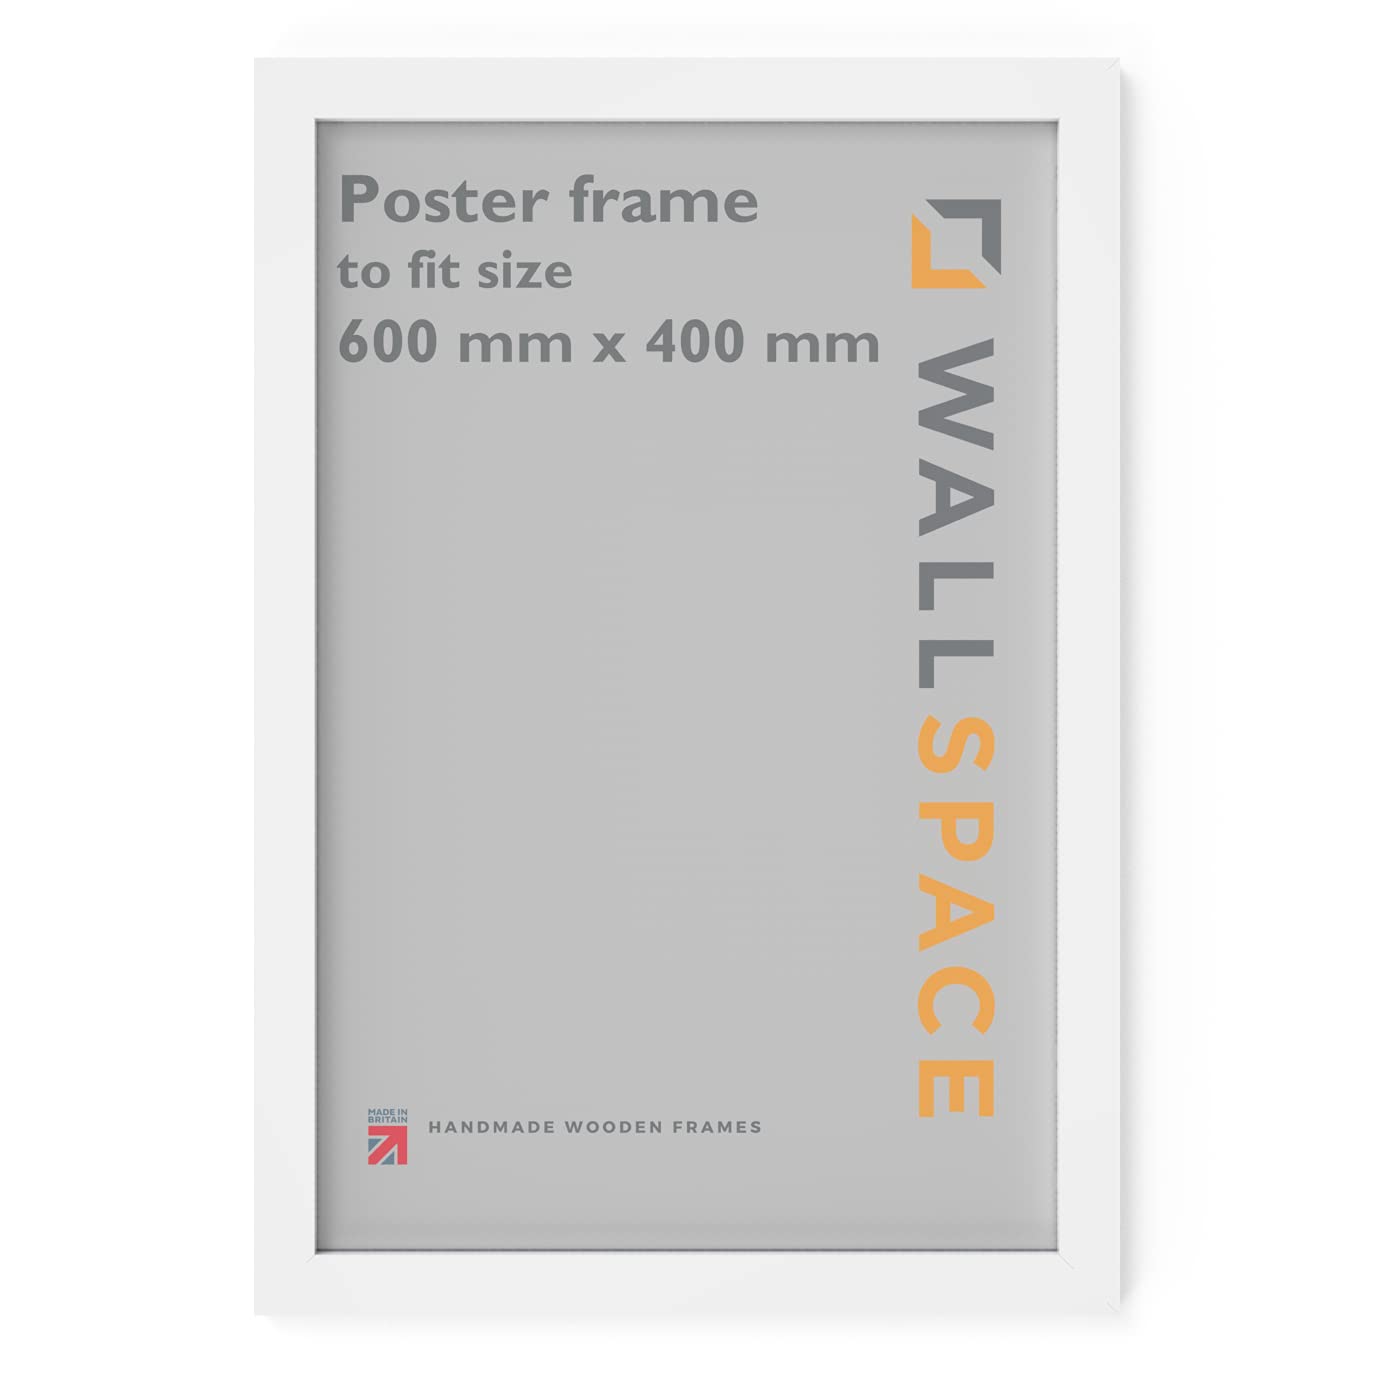 Poster frame
to fit size
600 mm x 400 mm
WALLSPACE
MADE IN
BRITAIN
HANDMADE WOODEN FRAMES